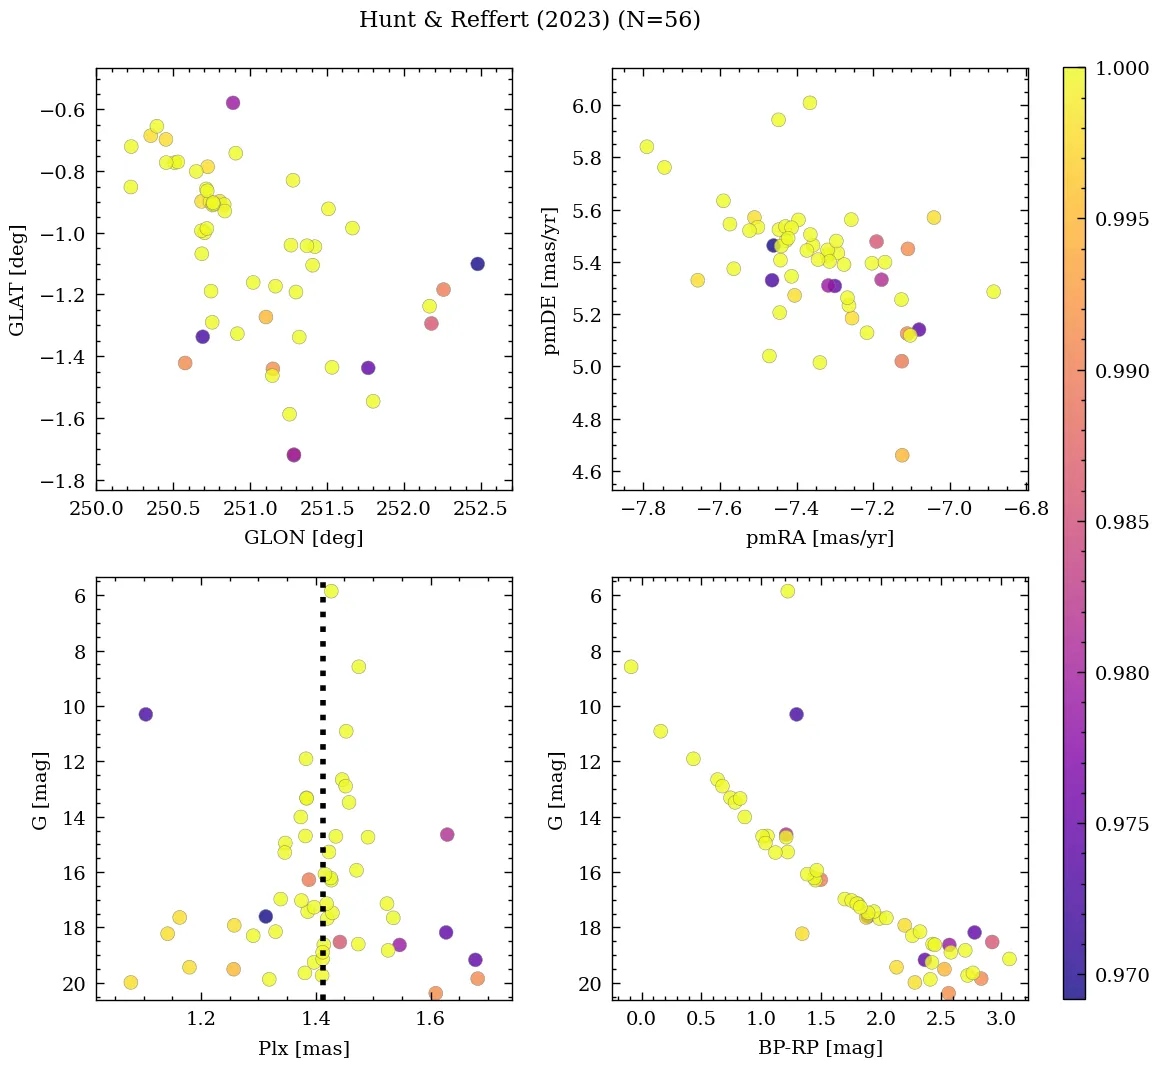 Hunt & Reffert (2023) (N=56)
−0.6
−0.8
−1.0
−1.2
−1.4
−1.6
−1.8
GLAT [deg]
250.0 250.5 251.0 251.5 252.0 252.5
GLON [deg]
6.0
5.8
5.6
5.4
5.2
5.0
4.8
4.6
pmDE [mas/yr]
−7.8 −7.6 −7.4 −7.2 −7.0 −6.8
pmRA [mas/yr]
6
8
10
12
14
16
18
20
G [mag]
1.2 1.4 1.6
Plx [mas]
6
8
10
12
14
16
18
20
G [mag]
0.0 0.5 1.0 1.5 2.0 2.5 3.0
BP-RP [mag]
1.000
0.995
0.990
0.985
0.980
0.975
0.970